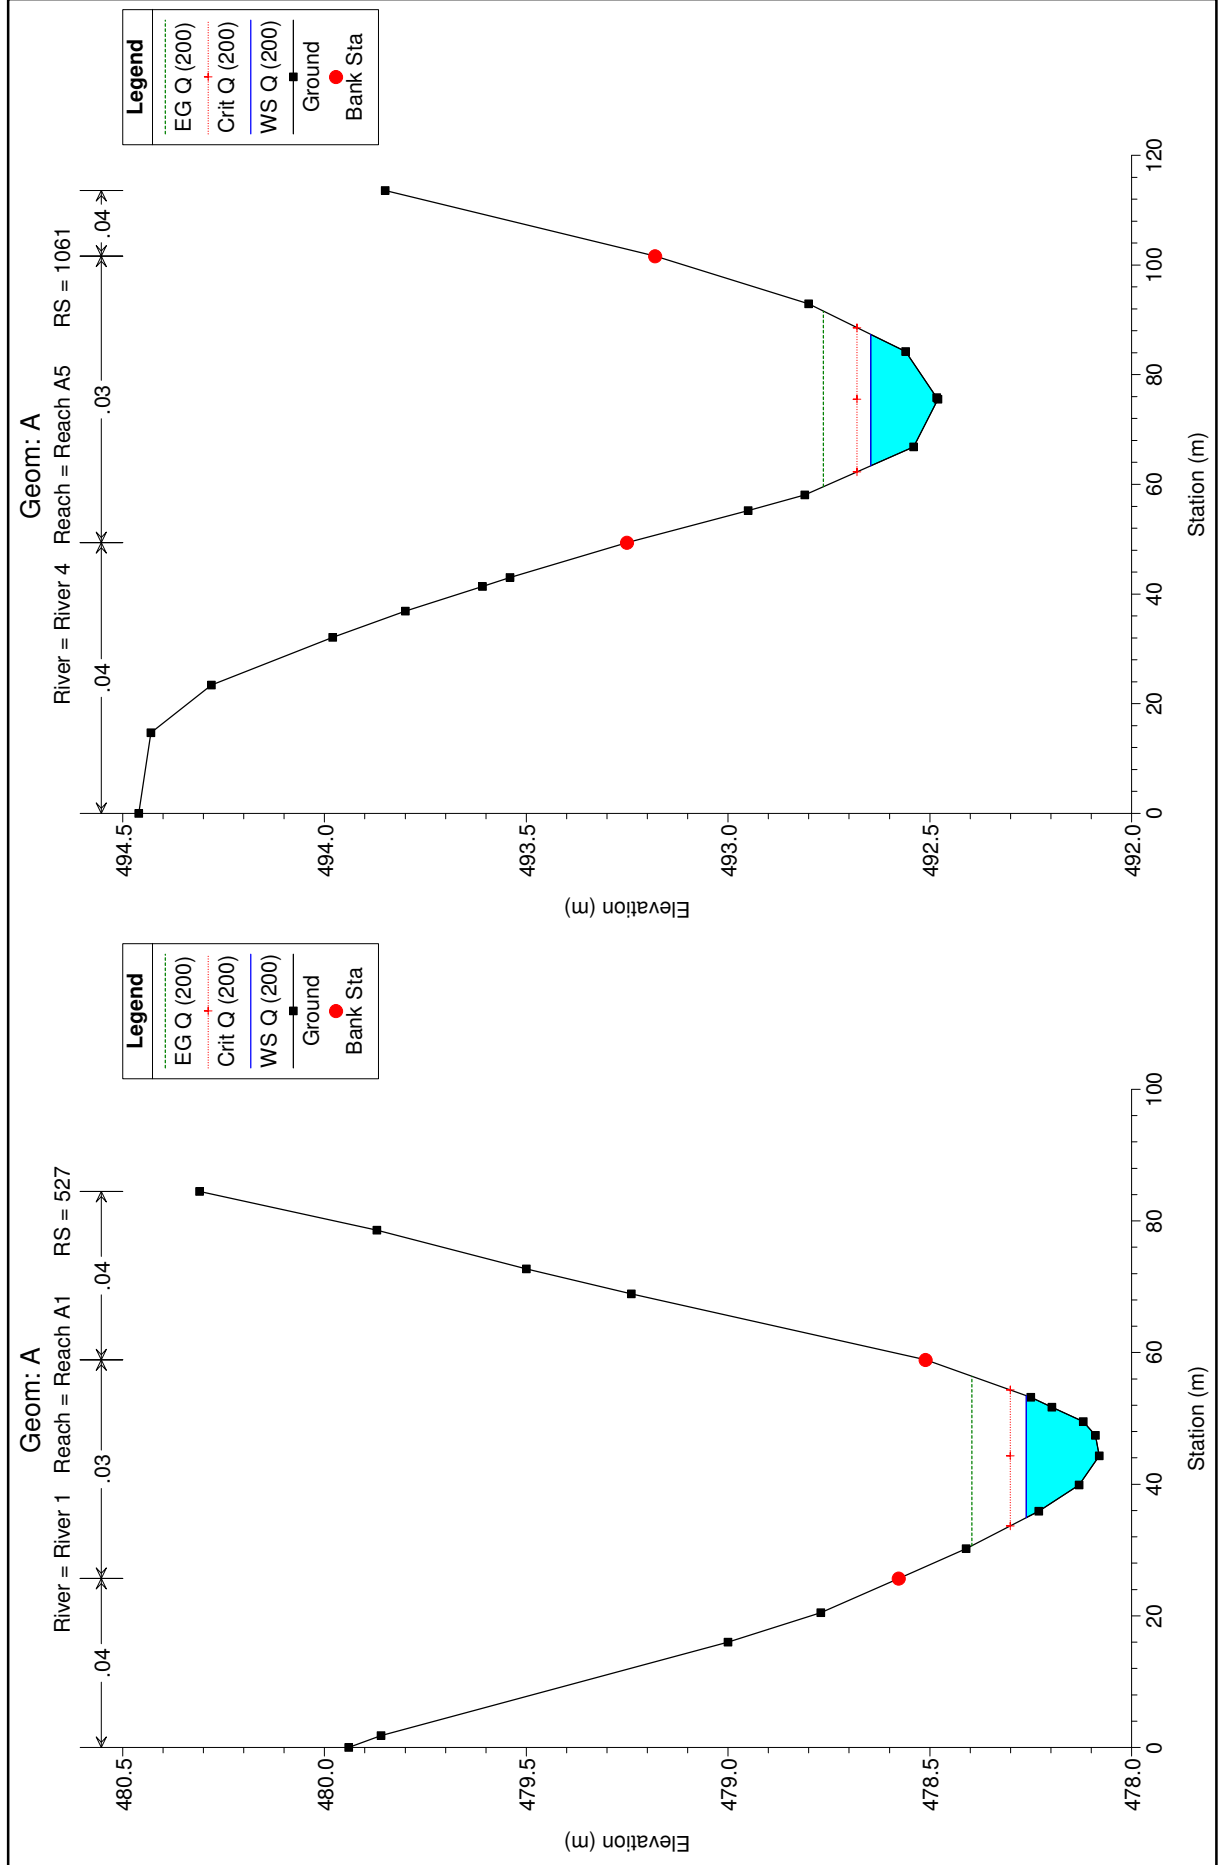 Geom: A
River = River 1 Reach = Reach A1 RS = 527
.04
.03
.04
480.5
480.0
479.5
479.0
478.5
478.0
Elevation (m)
0
20
40
60
80
100
Station (m)
Legend
EG Q (200)
Crit Q (200)
WS Q (200)
Ground
Bank Sta
Geom: A
River = River 4 Reach = Reach A5 RS = 1061
.04
.03
.04
494.5
494.0
493.5
493.0
492.5
492.0
Elevation (m)
0
20
40
60
80
100
120
Station (m)
Legend
EG Q (200)
Crit Q (200)
WS Q (200)
Ground
Bank Sta